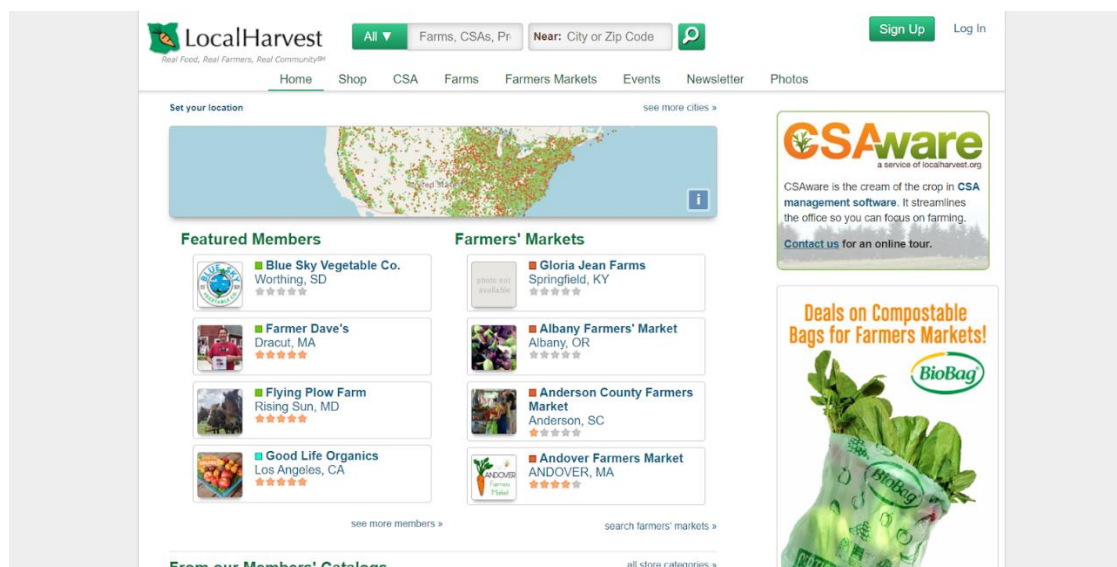 LocalHarvest
Real Food, Real Farmers, Real Community℠
All ▼
Farms, CSAs, Pr
Near: City or Zip Code
Sign Up
Log In
Home
Shop
CSA
Farms
Farmers Markets
Events
Newsletter
Photos
Set your location
see more cities »
i
Featured Members
Blue Sky Vegetable Co.
Worthing, SD
Farmer Dave's
Dracut, MA
Flying Plow Farm
Rising Sun, MD
Good Life Organics
Los Angeles, CA
see more members »
Farmers' Markets
photo not
available
Gloria Jean Farms
Springfield, KY
Albany Farmers' Market
Albany, OR
Anderson County Farmers
Market
Anderson, SC
ANDOVER
Farmers
Market
Andover Farmers Market
ANDOVER, MA
search farmers' markets »
From our Members' Catalogs
all store categories »
CSAware
a service of localharvest.org
CSAware is the cream of the crop in CSA
management software. It streamlines
the office so you can focus on farming.
Contact us for an online tour.
Deals on Compostable
Bags for Farmers Markets!
BioBag
BioBag